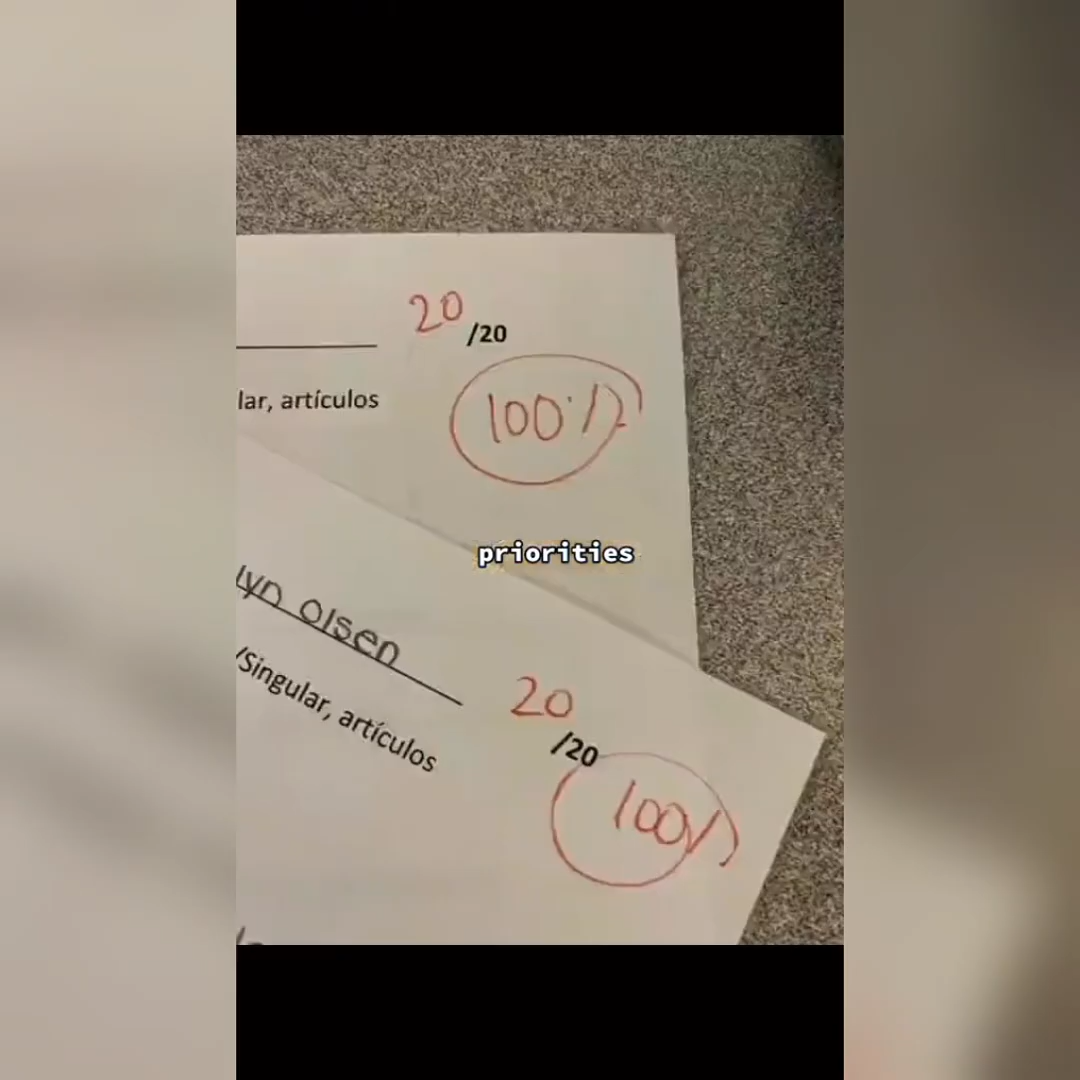 20
/20
100%
lar, artículos
priorities
lyn olsen
/Singular, artículos
20
/20
100%